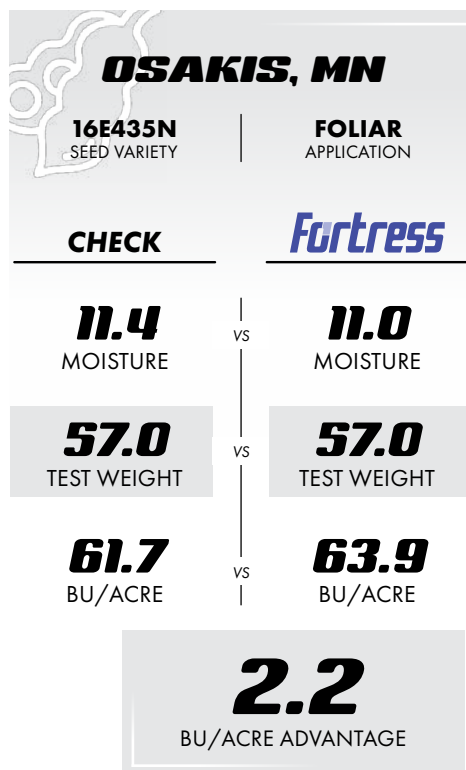 OSAKIS, MN
16E435N FOLIAR
SEED VARIETY APPLICATION
CHECK Fortress
11.4 VS 11.0
MOISTURE MOISTURE
57.0 VS 57.0
TEST WEIGHT TEST WEIGHT
61.7 VS 63.9
BU/ACRE BU/ACRE
2.2
BU/ACRE ADVANTAGE